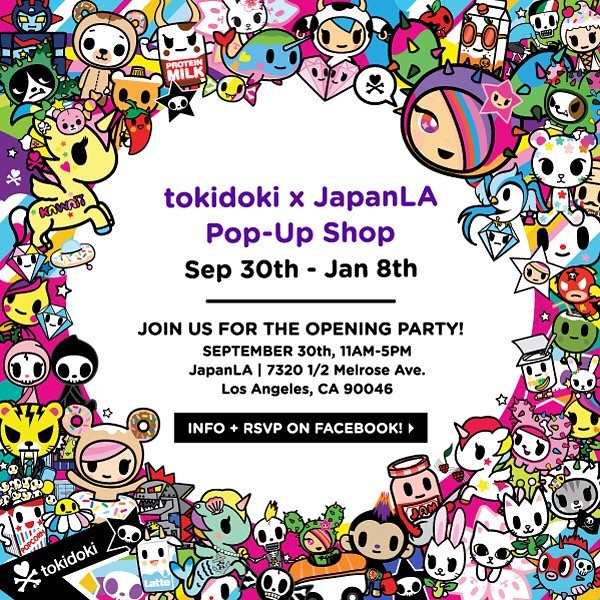 PROTEIN
MILK
KAWAII
tokidoki x JapanLA
Pop-Up Shop
Sep 30th - Jan 8th
JOIN US FOR THE OPENING PARTY!
SEPTEMBER 30th, 11AM-5PM
JapanLA | 7320 1/2 Melrose Ave.
Los Angeles, CA 90046
INFO + RSVP ON FACEBOOK!
JAM
POPCORN
tokidoki
Latte